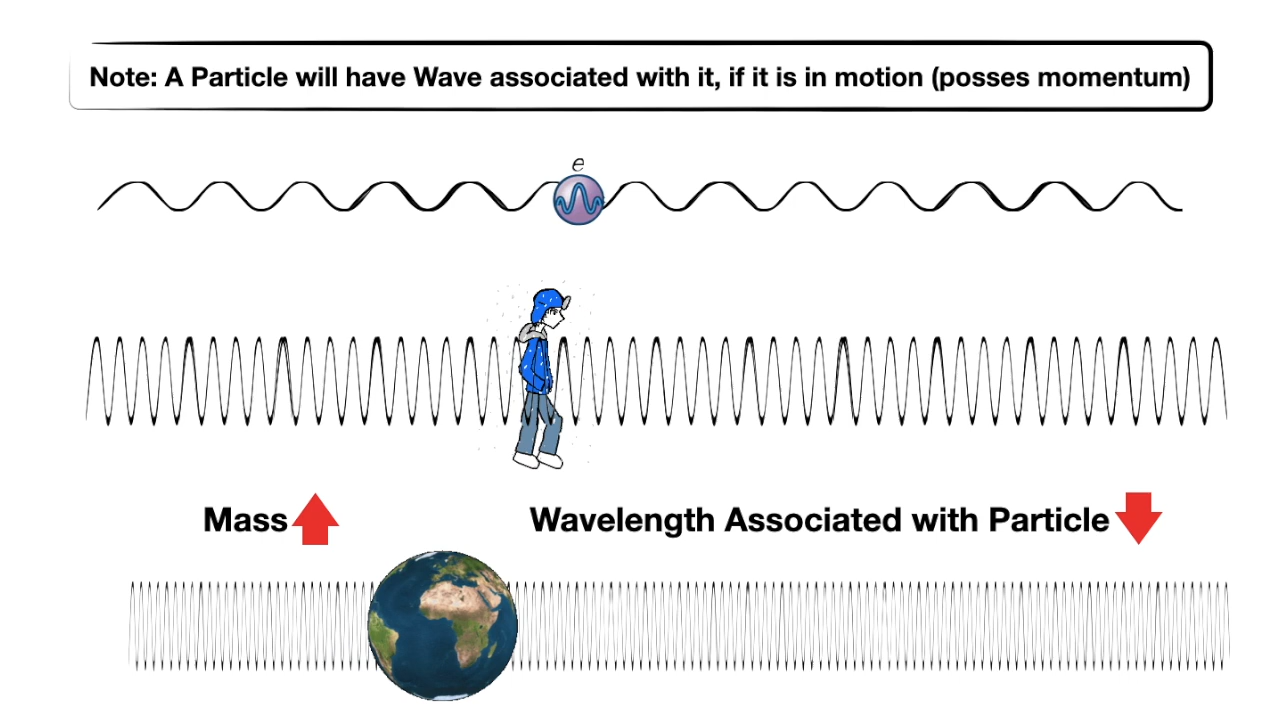 Note: A Particle will have Wave associated with it, if it is in motion (posses momentum)
e
Mass
Wavelength Associated with Particle